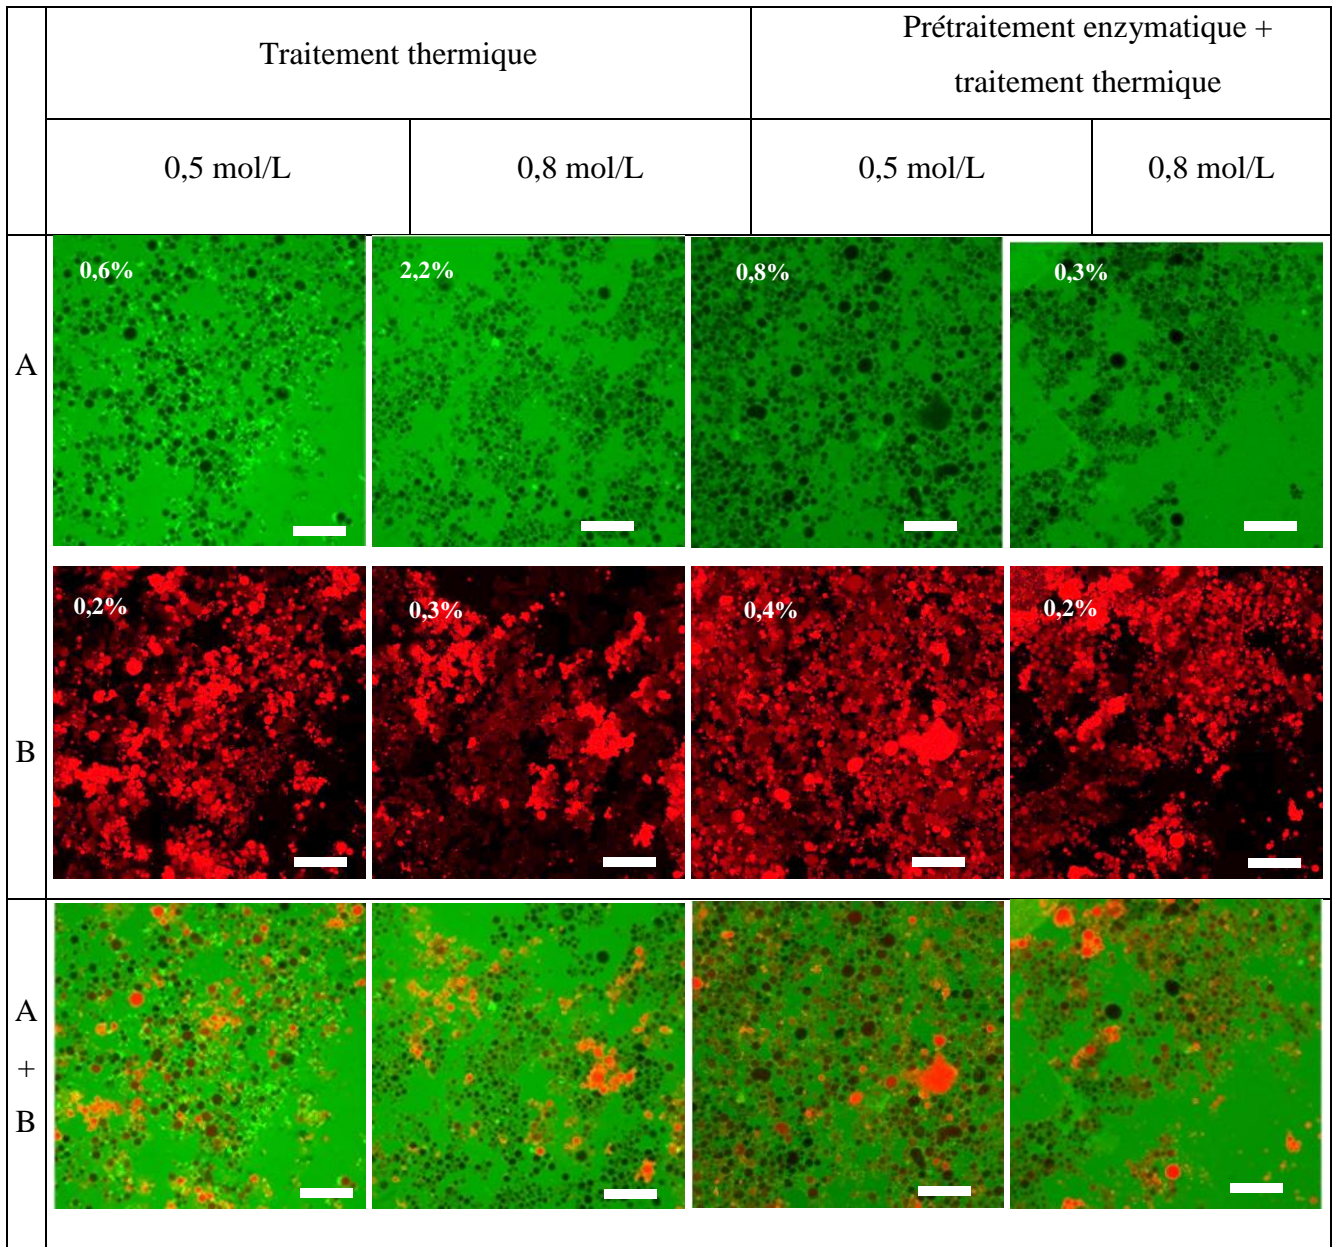 Traitement thermique
Prétraitement enzymatique +
traitement thermique
0,5 mol/L
0,8 mol/L
0,5 mol/L
0,8 mol/L
A
0,6%
2,2%
0,8%
0,3%
B
0,2%
0,3%
0,4%
0,2%
A
+
B